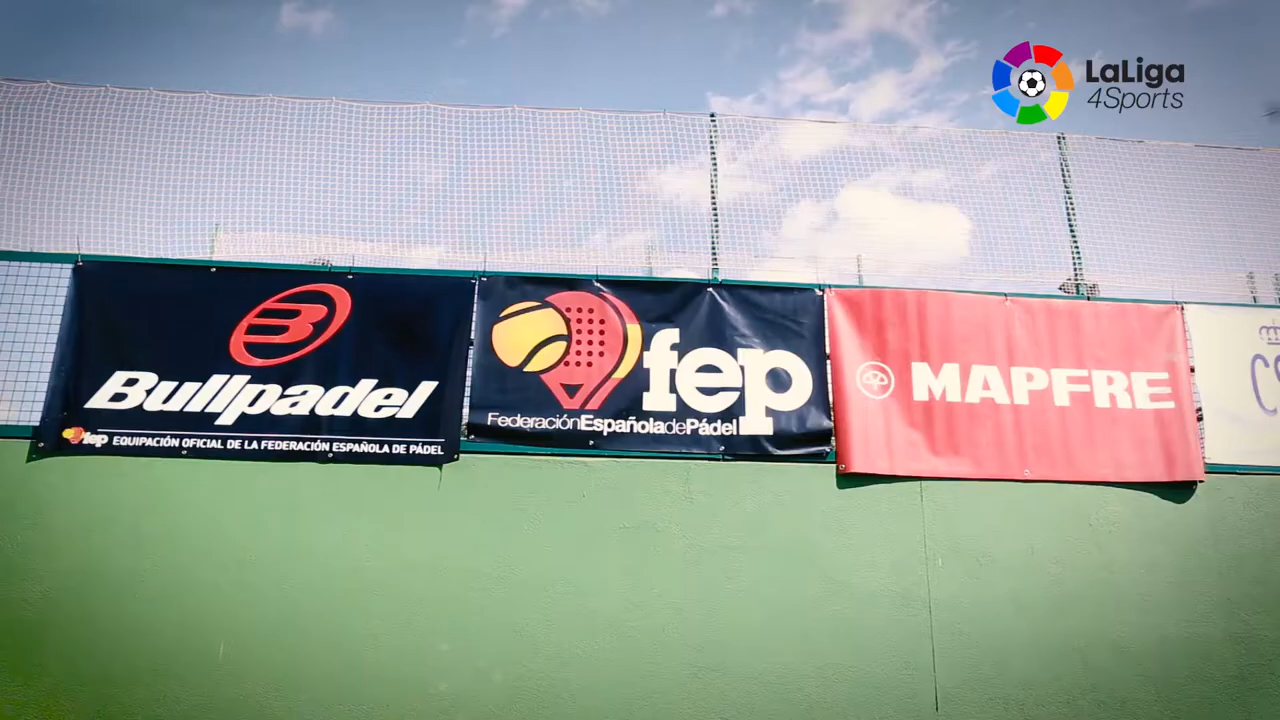 LaLiga
4Sports
Bullpadel
fep EQUIPACIÓN OFICIAL DE LA FEDERACIÓN ESPAÑOLA DE PÁDEL
fep
FederaciónEspañoladePádel
MAPFRE